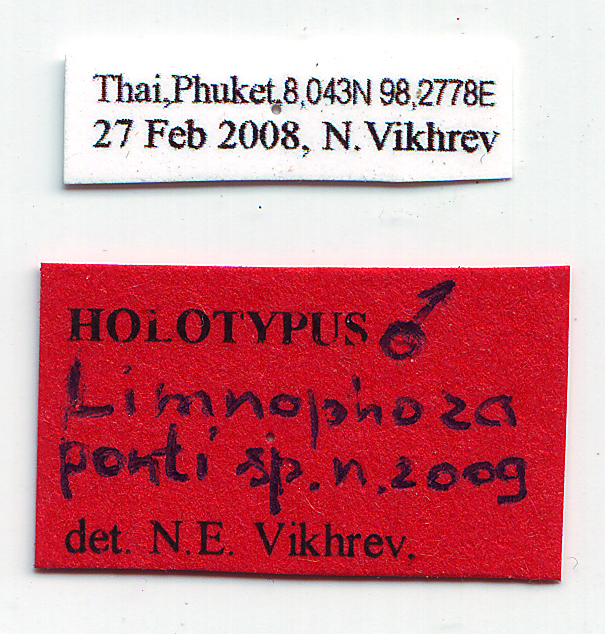 Thai,Phuket,8,043N 98,2778E
27 Feb 2008, N.Vikhrev
HOLOTYPUS ♂
Limnophora
ponti sp.n.2009
det. N.E. Vikhrev.